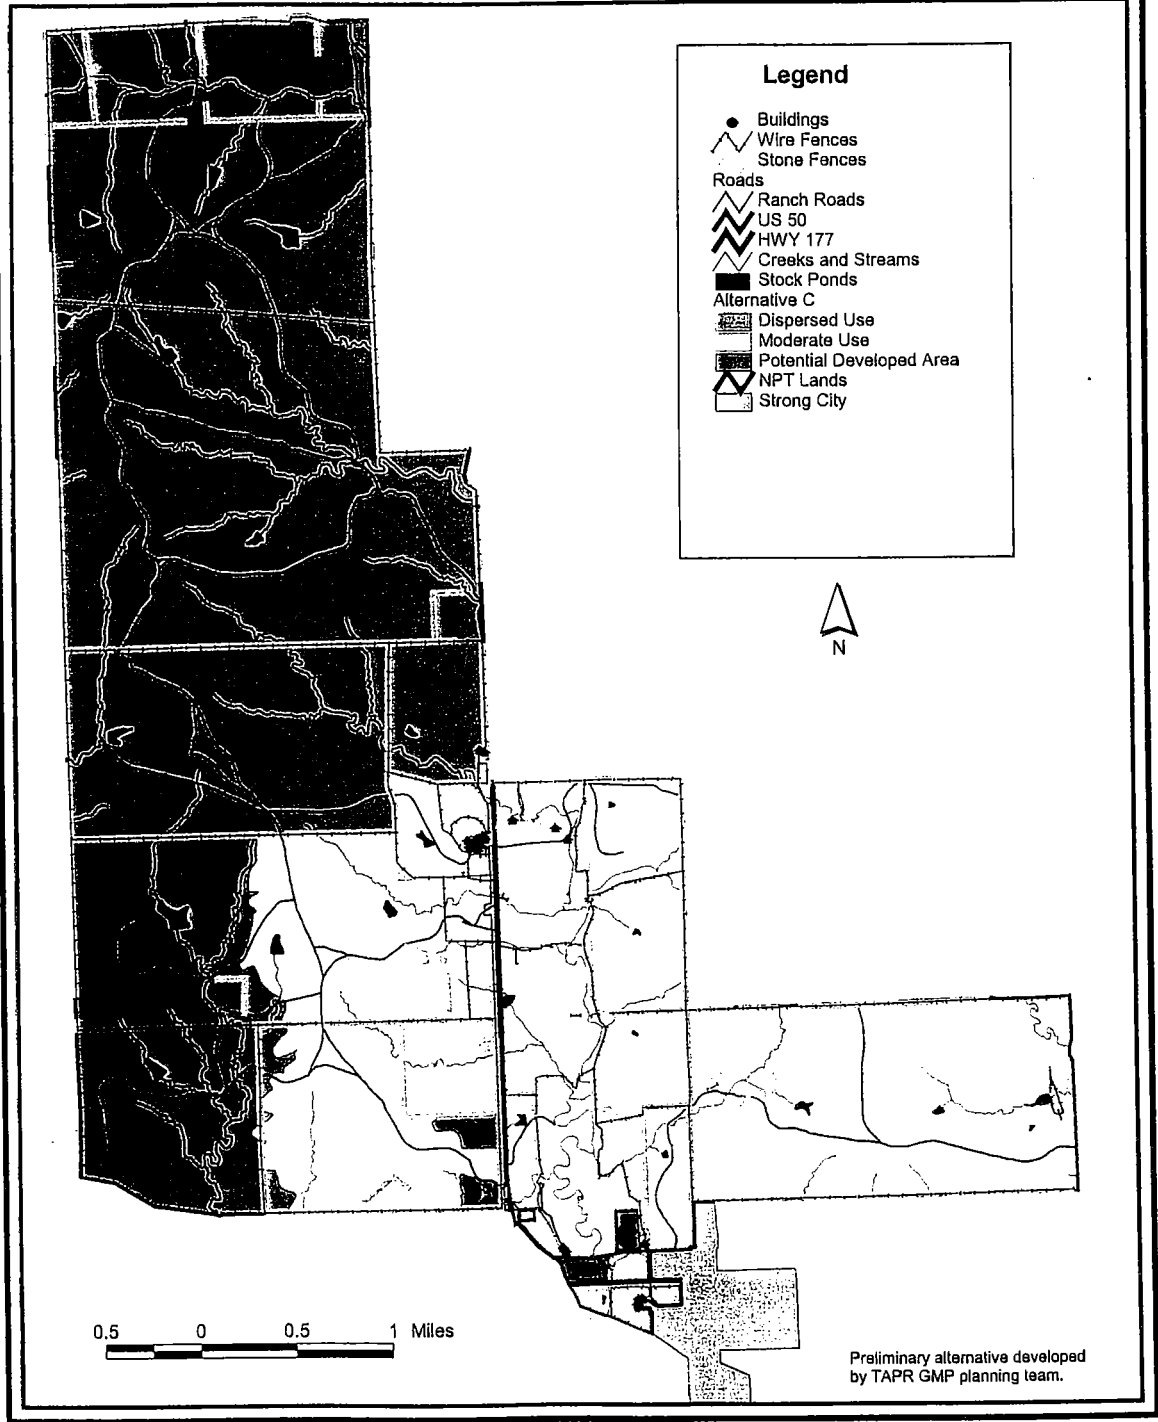 Legend
Buildings
Wire Fences
Stone Fences
Roads
Ranch Roads
US 50
HWY 177
Creeks and Streams
Stock Ponds
Alternative C
Dispersed Use
Moderate Use
Potential Developed Area
NPT Lands
Strong City
N
0.5 0 0.5 1 Miles
Preliminary alternative developed
by TAPR GMP planning team.